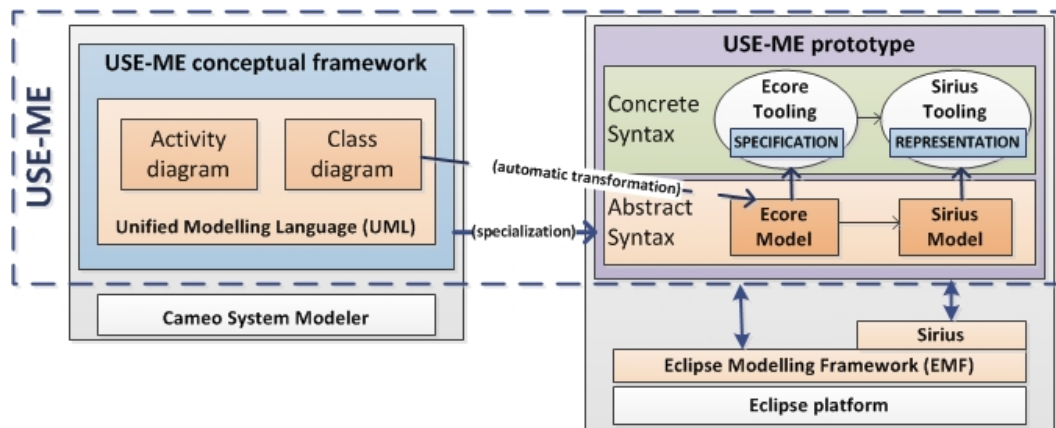 USE-ME
USE-ME conceptual framework
Activity
diagram
Class
diagram
Unified Modelling Language (UML)
Cameo System Modeler
(automatic transformation)
(specialization)
USE-ME prototype
Concrete
Syntax
Ecore
Tooling
SPECIFICATION
Sirius
Tooling
REPRESENTATION
Abstract
Syntax
Ecore
Model
Sirius
Model
Sirius
Eclipse Modelling Framework (EMF)
Eclipse platform